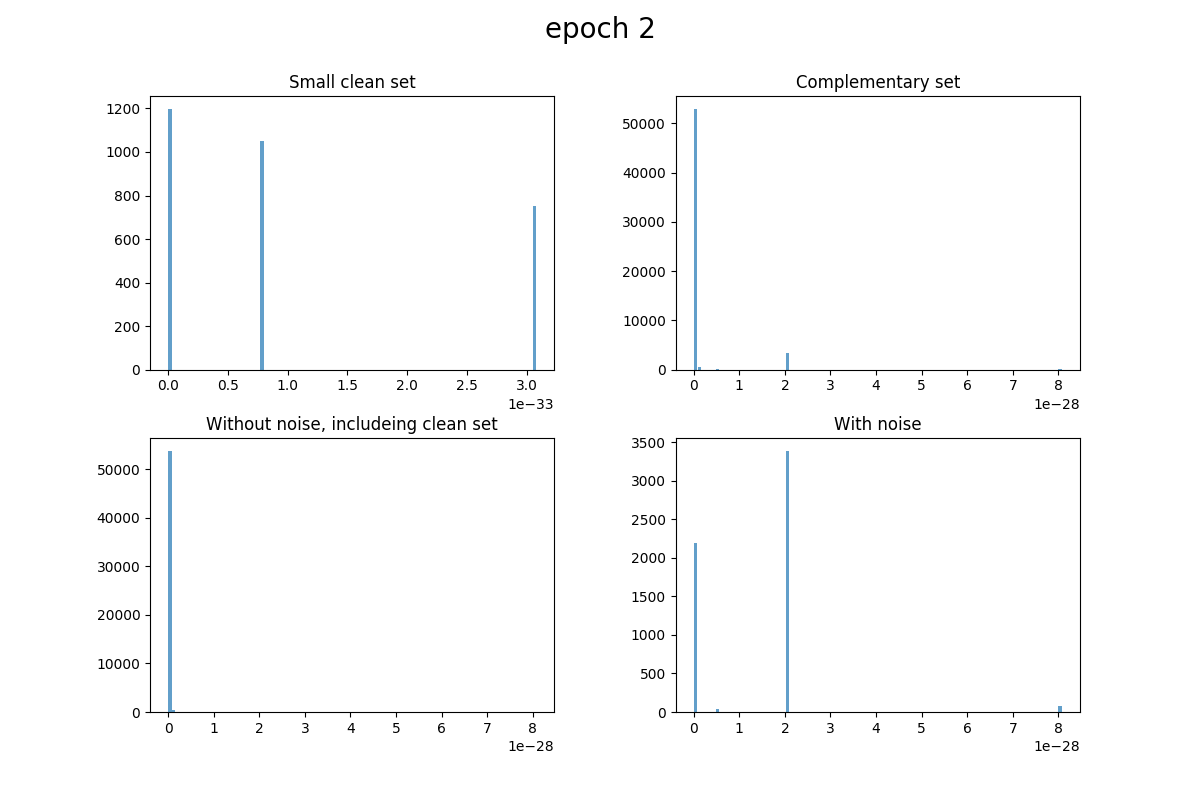 epoch 2
Small clean set
1200
1000
800
600
400
200
0
0.0 0.5 1.0 1.5 2.0 2.5 3.0
1e−33
Complementary set
50000
40000
30000
20000
10000
0
0 1 2 3 4 5 6 7 8
1e−28
Without noise, includeing clean set
50000
40000
30000
20000
10000
0
0 1 2 3 4 5 6 7 8
1e−28
With noise
3500
3000
2500
2000
1500
1000
500
0
0 1 2 3 4 5 6 7 8
1e−28